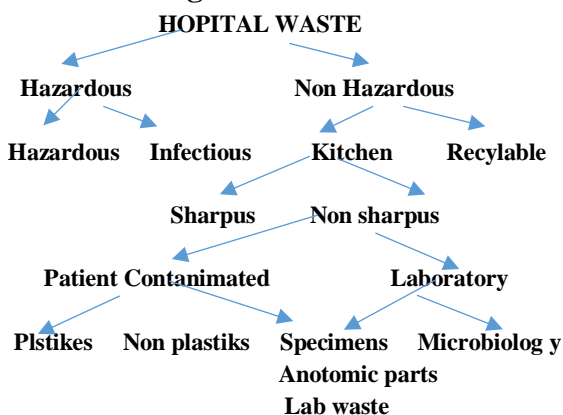 HOPITAL WASTE
Hazardous Non Hazardous
Hazardous Infectious Kitchen Recylable
Sharpus Non sharpus
Patient Contanimated Laboratory
Plstikes Non plastiks Specimens Microbiolog y
Anotomic parts
Lab waste